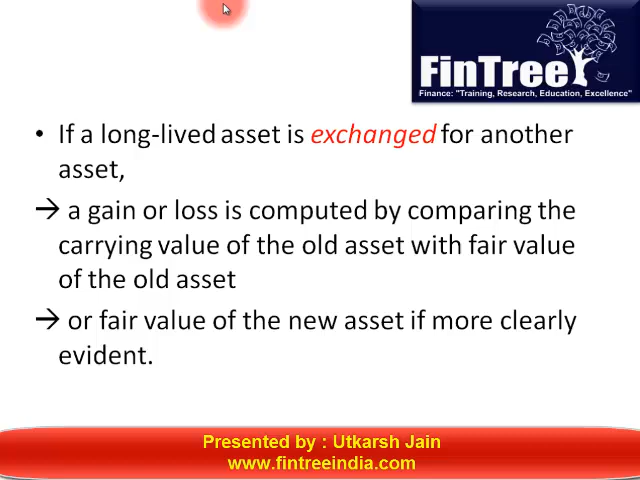 FinTree
Finance: "Training, Research, Education, Excellence"
• If a long-lived asset is exchanged for another
asset,
→ a gain or loss is computed by comparing the
carrying value of the old asset with fair value
of the old asset
→ or fair value of the new asset if more clearly
evident.
Presented by : Utkarsh Jain
www.fintreeindia.com